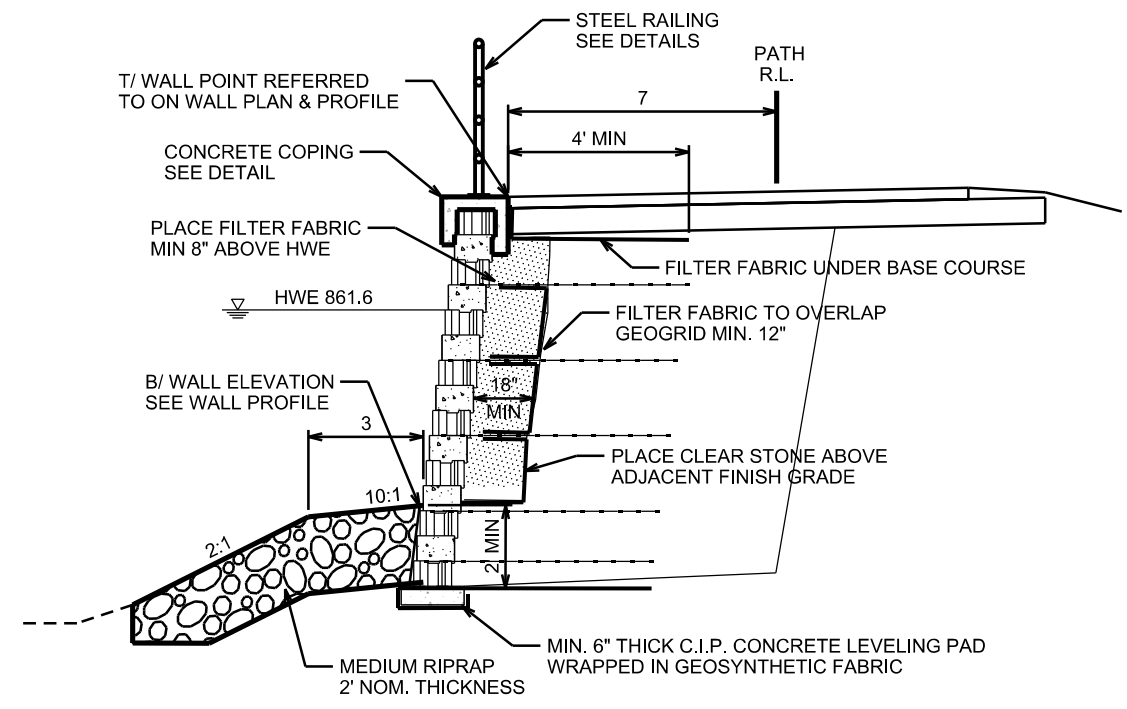 STEEL RAILING
SEE DETAILS
PATH
R.L.
T/ WALL POINT REFERRED
TO ON WALL PLAN & PROFILE
7
4' MIN
CONCRETE COPING
SEE DETAIL
PLACE FILTER FABRIC
MIN 8" ABOVE HWE
FILTER FABRIC UNDER BASE COURSE
HWE 861.6
FILTER FABRIC TO OVERLAP
GEOGRID MIN. 12"
B/ WALL ELEVATION
SEE WALL PROFILE
18"
MIN
3
PLACE CLEAR STONE ABOVE
ADJACENT FINISH GRADE
10:1
2:1
2' MIN
MIN. 6" THICK C.I.P. CONCRETE LEVELING PAD
WRAPPED IN GEOSYNTHETIC FABRIC
MEDIUM RIPRAP
2' NOM. THICKNESS